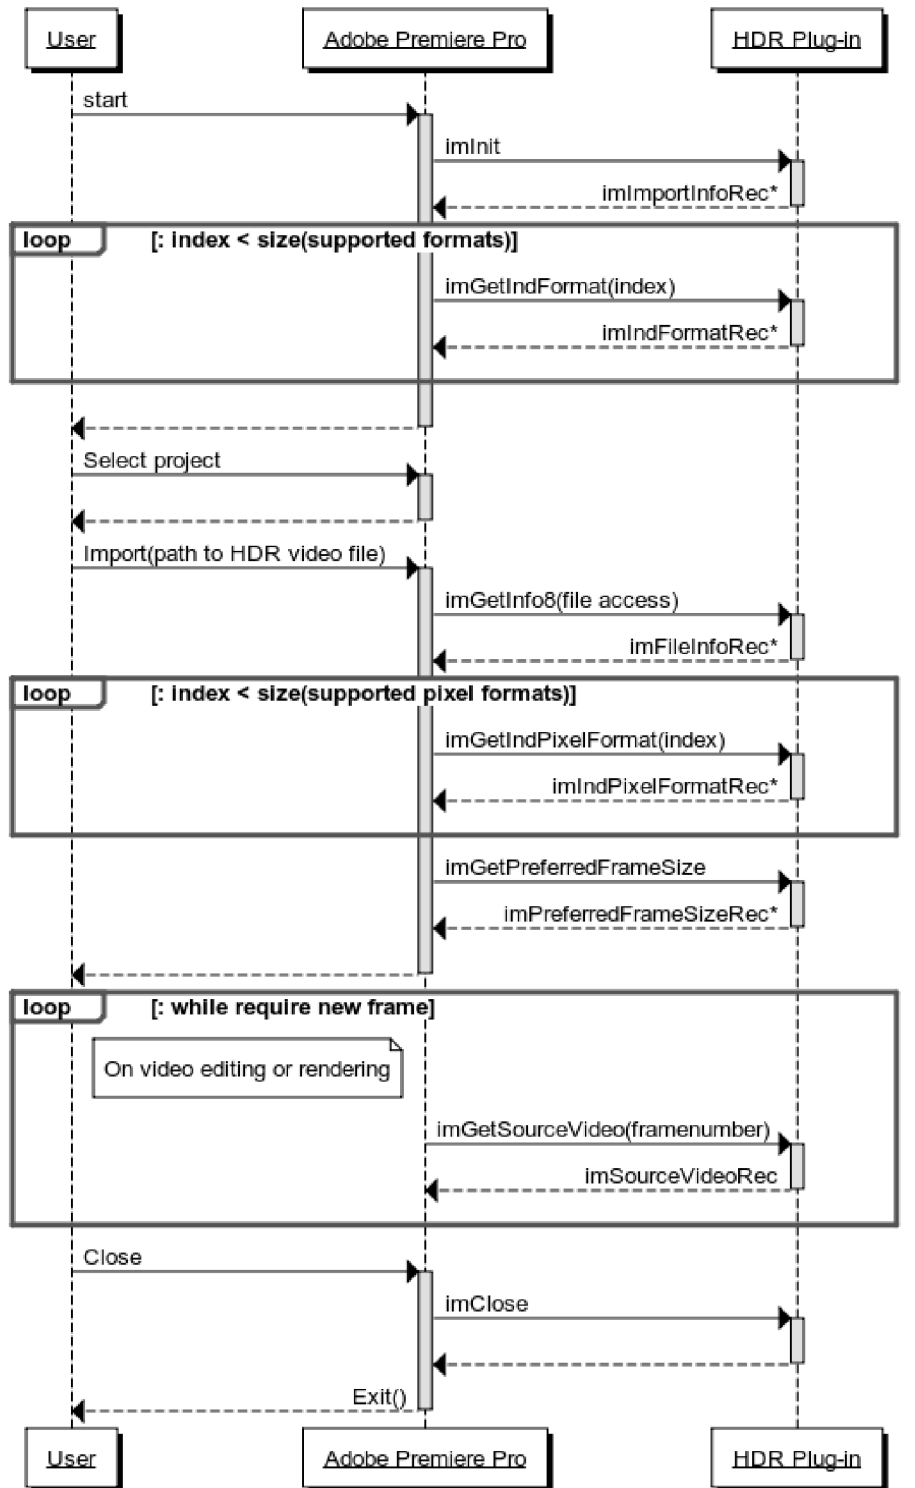 User
Adobe Premiere Pro
HDR Plug-in
start
imInit
imImportInfoRec*
loop
[: index < size(supported formats)]
imGetIndFormat(index)
imIndFormatRec*
Select project
Import(path to HDR video file)
imGetInfo8(file access)
imFileInfoRec*
loop
[: index < size(supported pixel formats)]
imGetIndPixelFormat(index)
imIndPixelFormatRec*
imGetPreferredFrameSize
imPreferredFrameSizeRec*
loop
[: while require new frame]
On video editing or rendering
imGetSourceVideo(framenumber)
imSourceVideoRec
Close
imClose
Exit()
User
Adobe Premiere Pro
HDR Plug-in